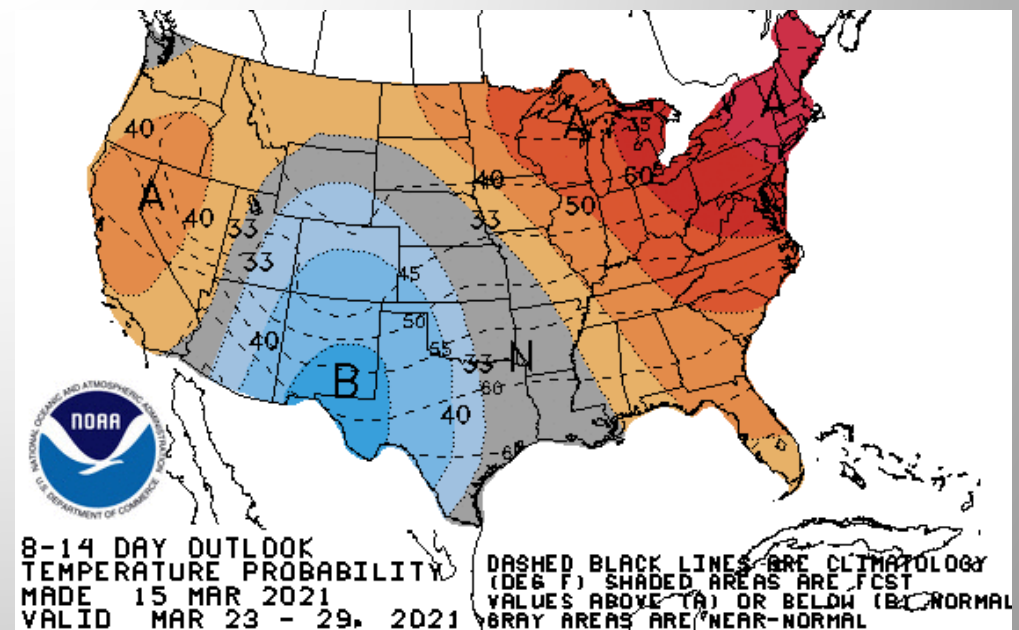 A
A
40
30
35
A
40
60
40
50
33
33
33
45
50
55
40
33
N
60
B
40
NATIONAL OCEANIC AND ATMOSPHERIC ADMINISTRATION
NOAA
U.S. DEPARTMENT OF COMMERCE
8-14 DAY OUTLOOK
TEMPERATURE PROBABILITY
MADE 15 MAR 2021
VALID MAR 23 - 29, 2021
DASHED BLACK LINES ARE CLIMATOLOGY
(DEG F) SHADED AREAS ARE FCST
VALUES ABOVE (A) OR BELOW (B) NORMAL
GRAY AREAS ARE NEAR-NORMAL